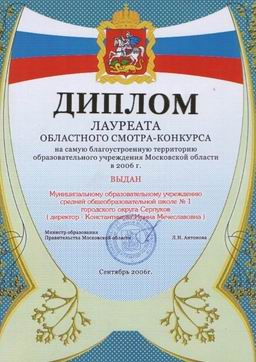 ДИПЛОМ
ЛАУРЕАТА
ОБЛАСТНОГО СМОТРА-КОНКУРСА
на самую благоустроенную территорию
образовательного учреждения Московской области
в 2006 г.
ВЫДАН
Муниципальному образовательному учреждению
средней общеобразовательной школе № 1
городского округа Серпухов
( директор - Константинова Ирина Мечеславовна )
Министр образования
Правительства Московской области
Л.Н. Антонова
Сентябрь 2006г.